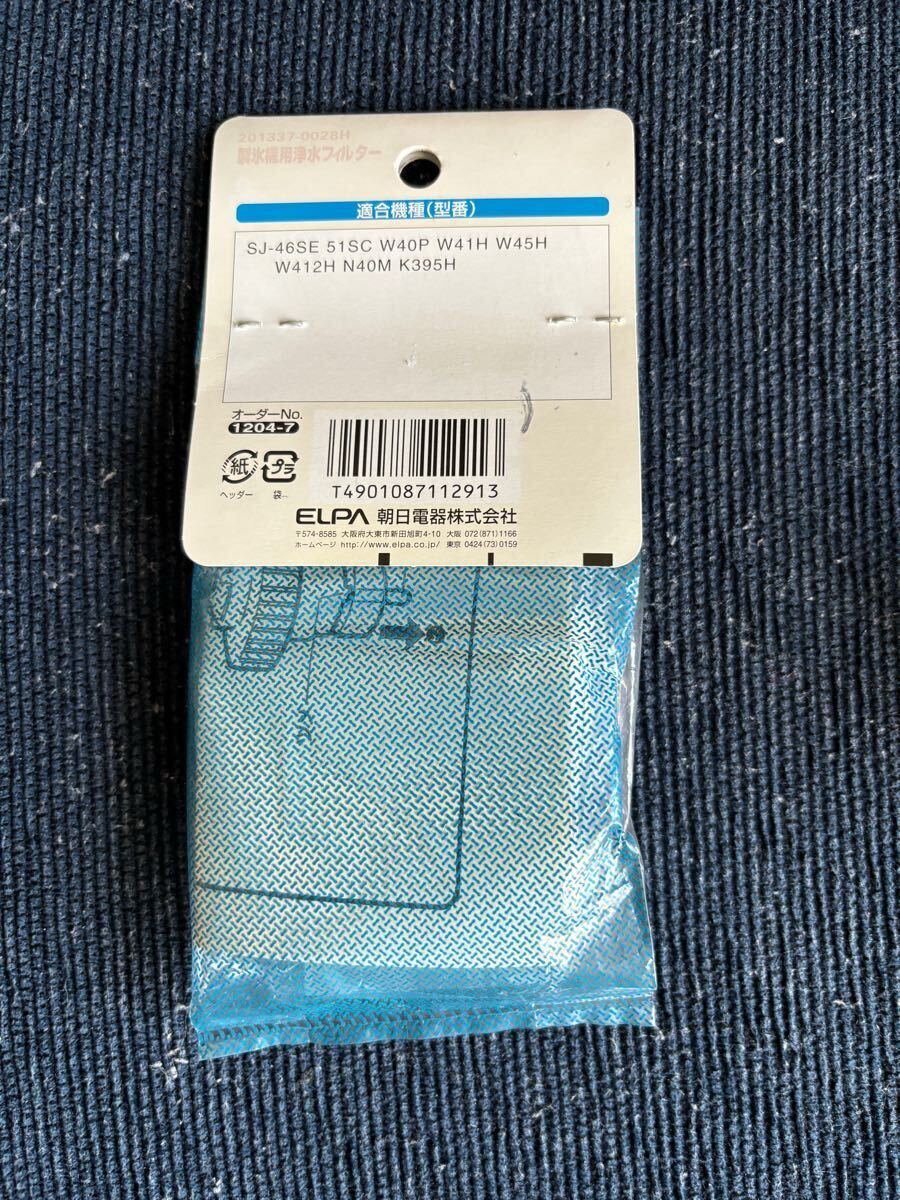 201337-0028H
製氷機用浄水フィルター
適合機種(型番)
SJ-46SE 51SC W40P W41H W45H
W412H N40M K395H
オーダーNo.
1204-7
紙
プラ
ヘッダー
袋
T4901087112913
ELPA 朝日電器株式会社
〒574-8585 大阪府大東市新田旭町4-10 大阪 072(871)1166
ホームページ http://www.elpa.co.jp/ 東京 0424(73)0159